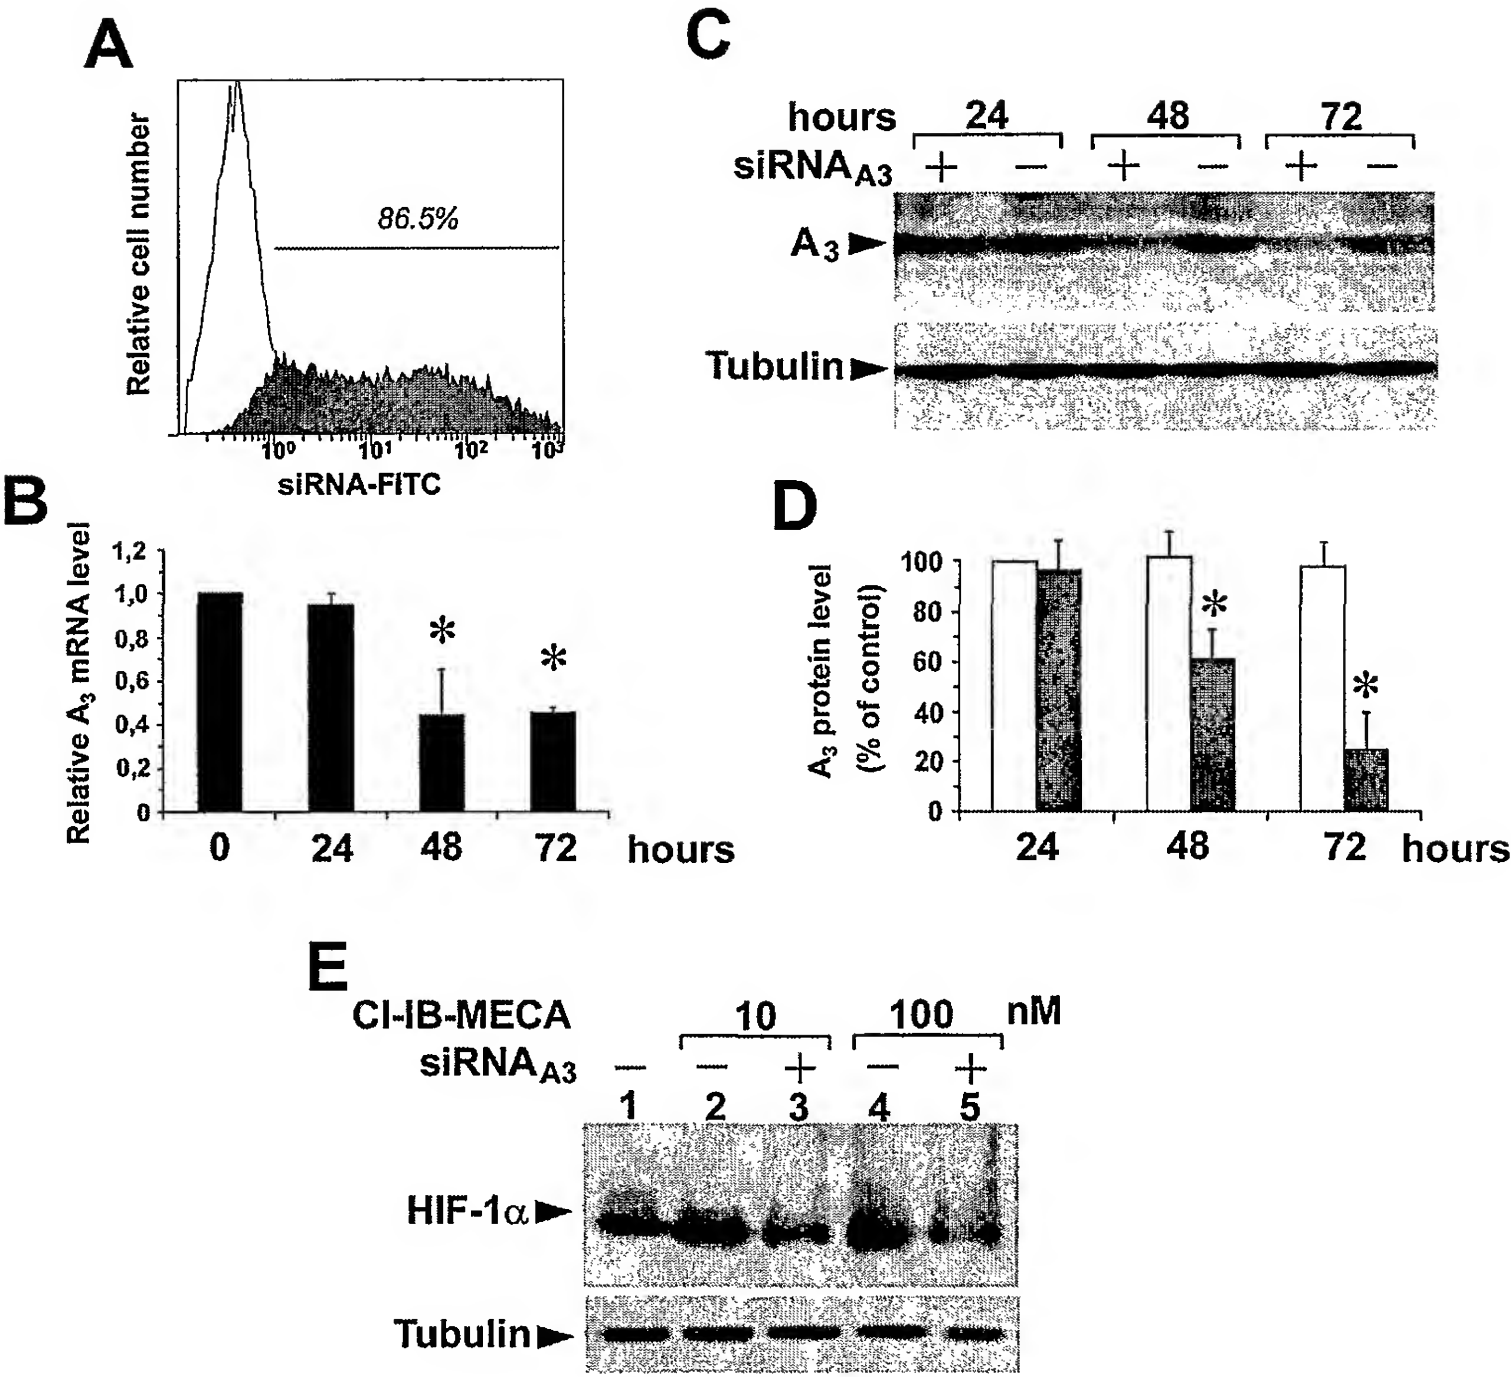 A
Relative cell number
86.5%
10⁰ 10¹ 10² 10³
siRNA-FITC
B
Relative A₃ mRNA level
1,2
1,0
0,8
0,6
0,4
0,2
0
* *
0 24 48 72 hours
C
hours 24 48 72
siRNA_A3 + − + − + −
A₃
Tubulin
D
A₃ protein level
(% of control)
100
80
60
40
20
0
* *
24 48 72 hours
E
Cl-IB-MECA 10 100 nM
siRNA_A3 − − + − +
1 2 3 4 5
HIF-1α
Tubulin